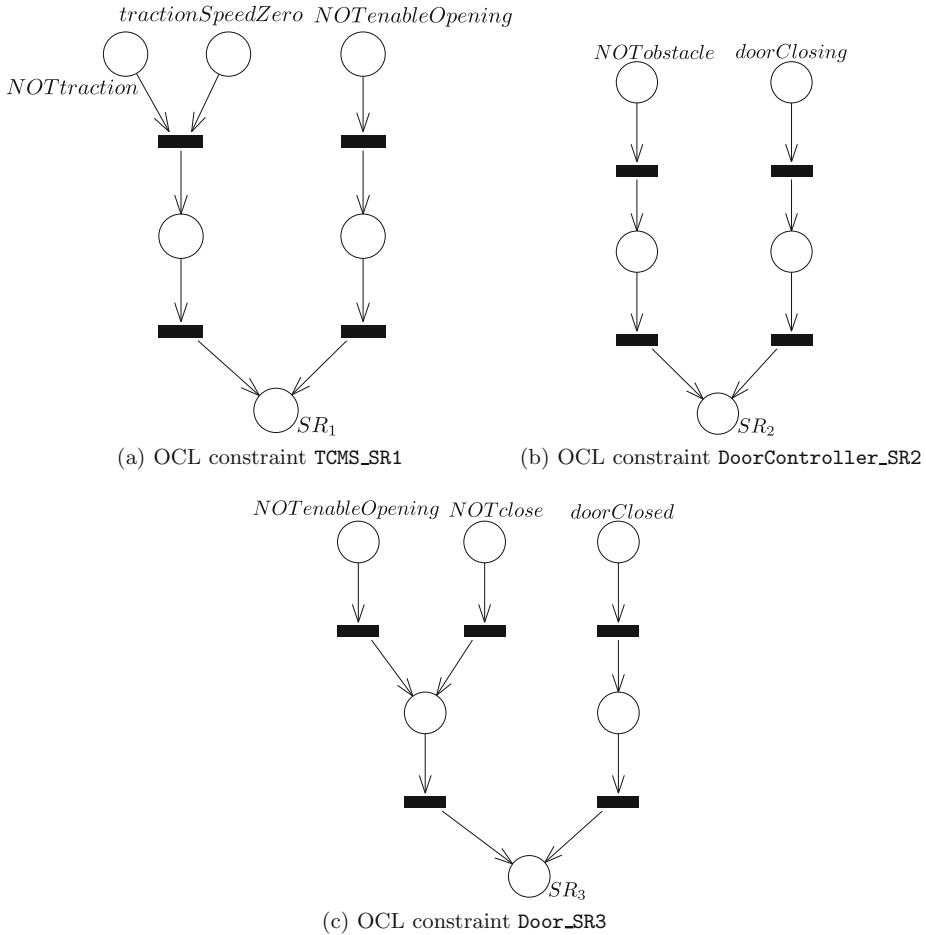 tractionSpeedZero NOTenableOpening
NOTtraction
NOTobstacle doorClosing
SR₁
SR₂
(a) OCL constraint TCMS_SR1
(b) OCL constraint DoorController_SR2
NOTenableOpening NOTclose doorClosed
SR₃
(c) OCL constraint Door_SR3